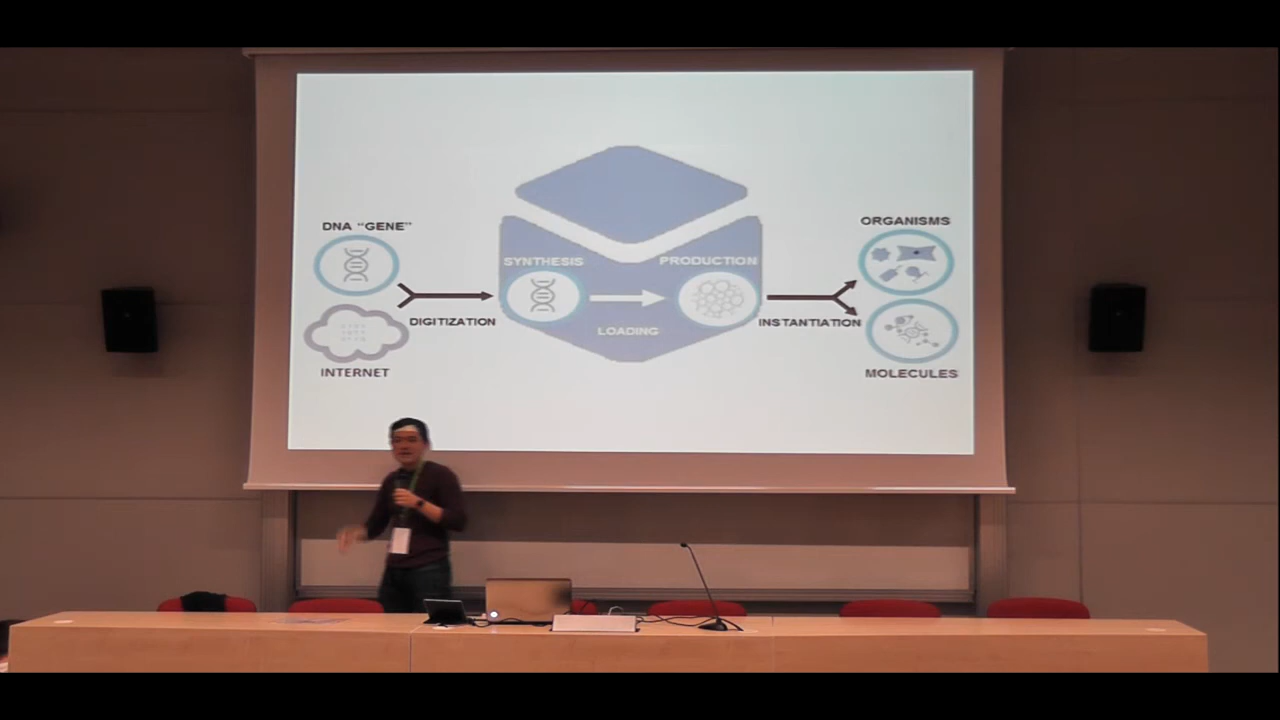 DNA “GENE”
INTERNET
DIGITIZATION
SYNTHESIS
LOADING
PRODUCTION
INSTANTIATION
ORGANISMS
MOLECULES